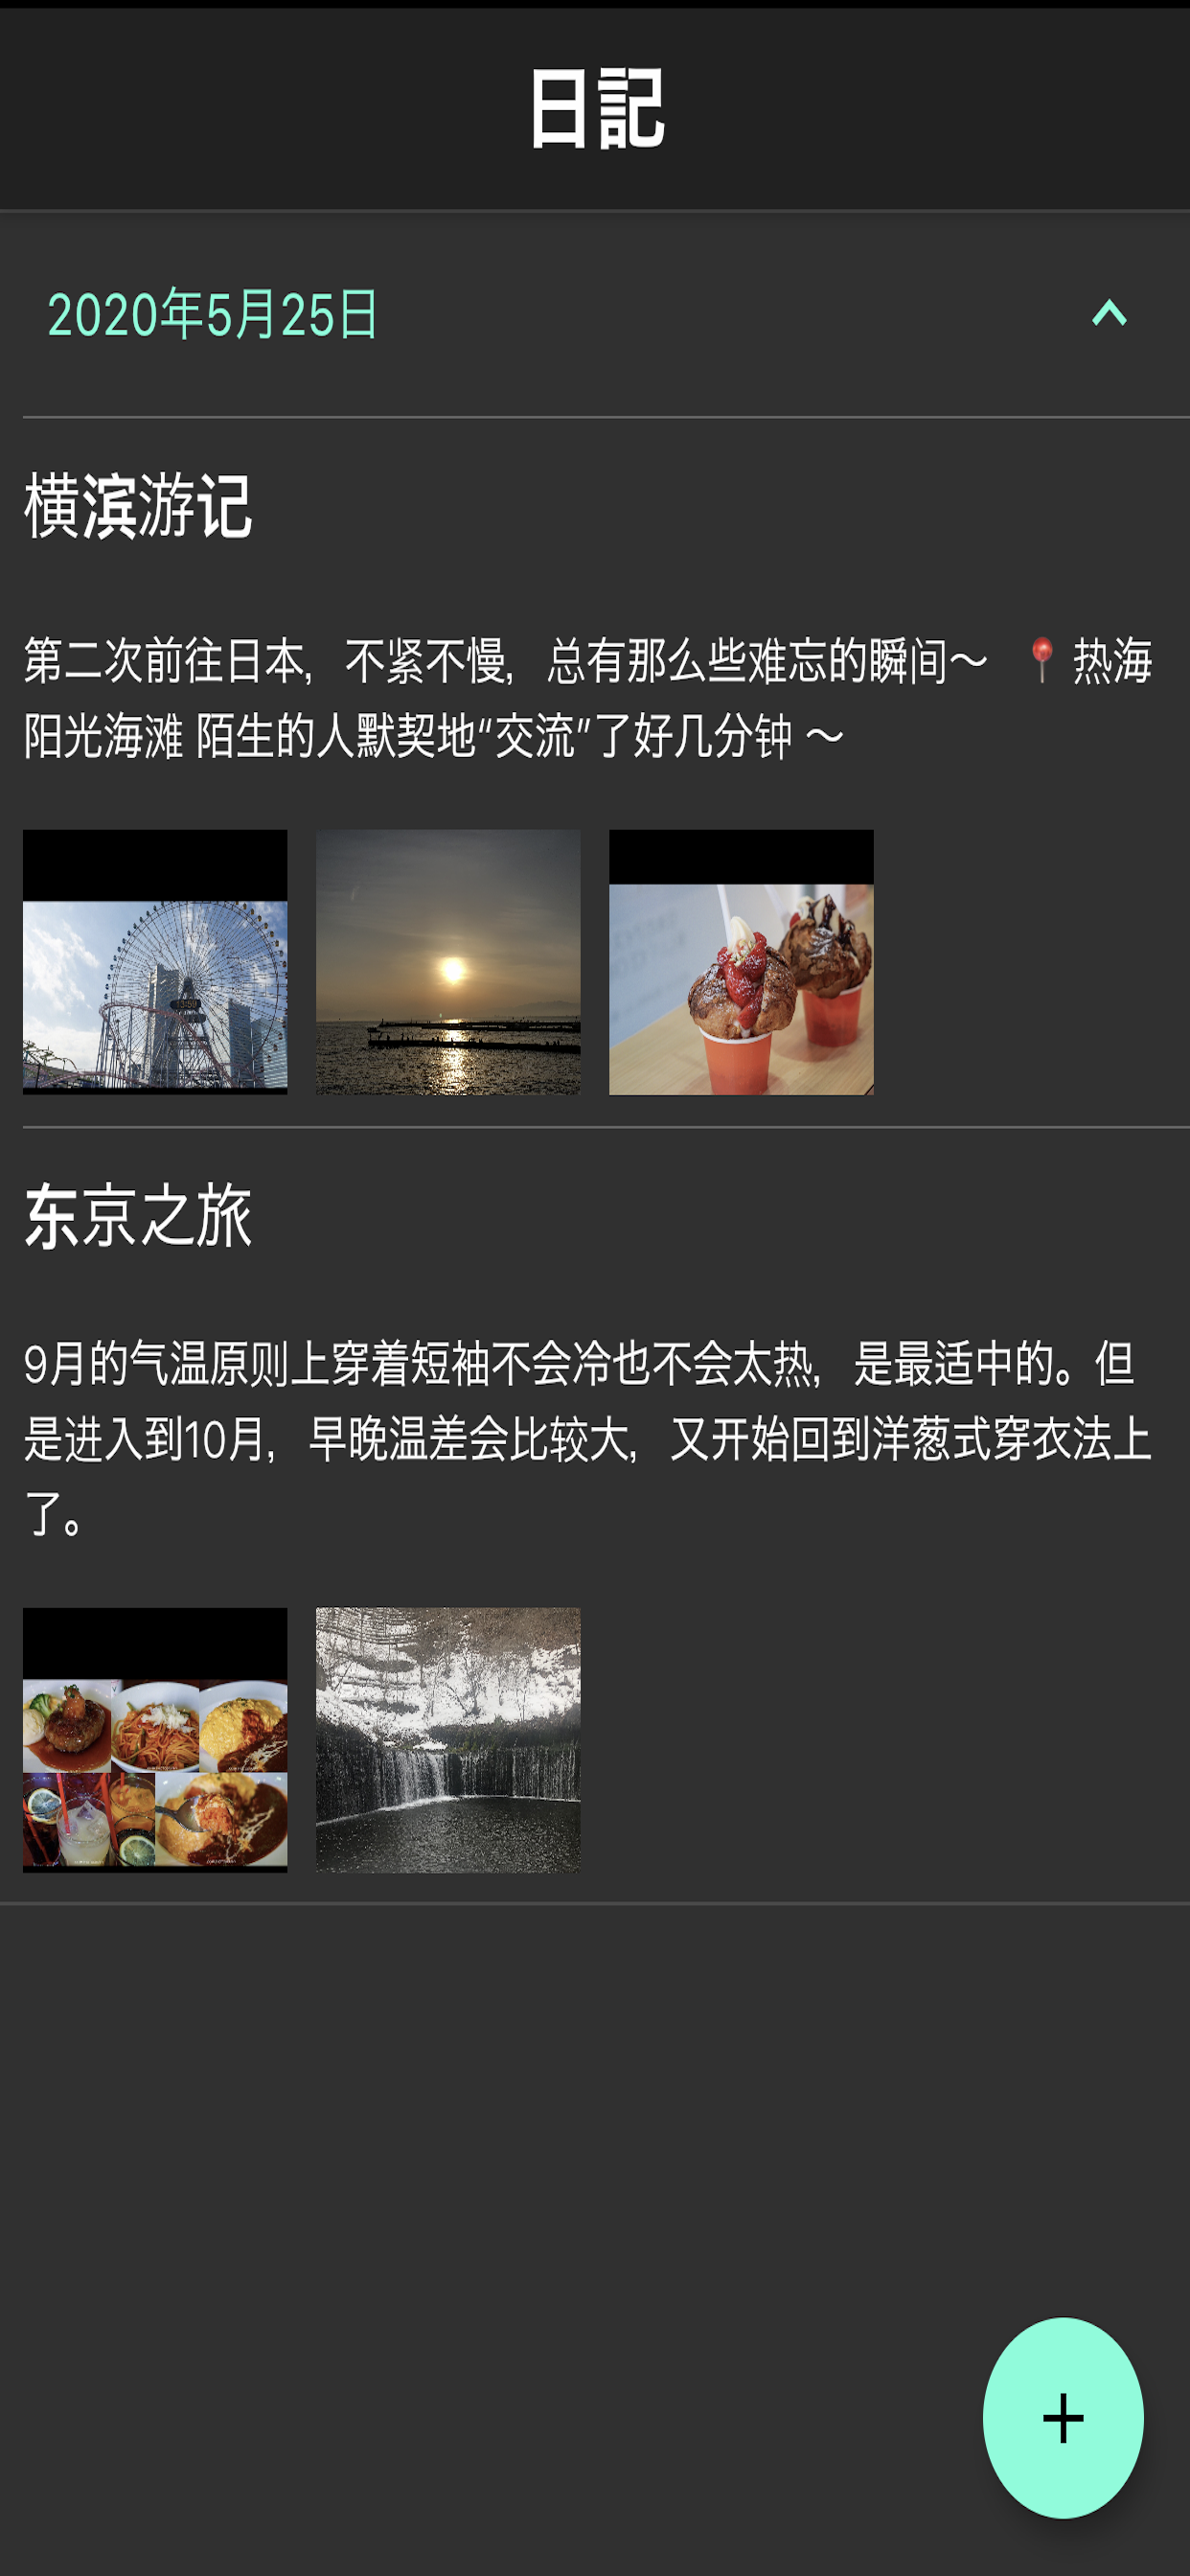 日記
2020年5月25日
横滨游记
第二次前往日本，不紧不慢，总有那么些难忘的瞬间～ 📍 热海
阳光海滩 陌生的人默契地“交流”了好几分钟 ～
东京之旅
9月的气温原则上穿着短袖不会冷也不会太热，是最适中的。但
是进入到10月，早晚温差会比较大，又开始回到洋葱式穿衣法上
了。